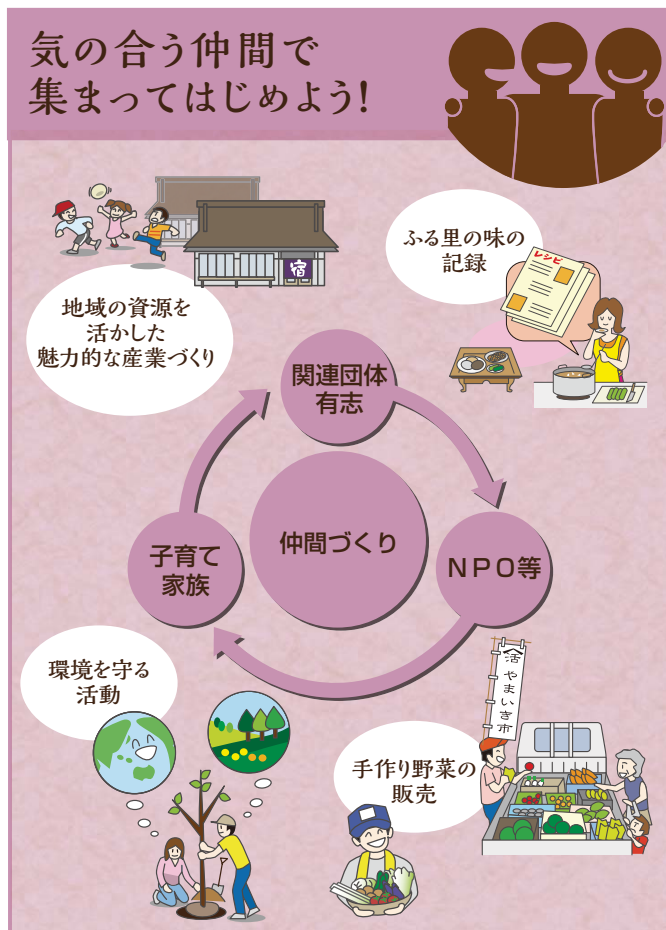 気の合う仲間で
集まってはじめよう!
宿
ふる里の味の
記録
レシピ
地域の資源を
活かした
魅力的な産業づくり
関連団体
有志
仲間づくり
子育て
家族
NPO等
環境を守る
活動
活 やまいき市
手作り野菜の
販売